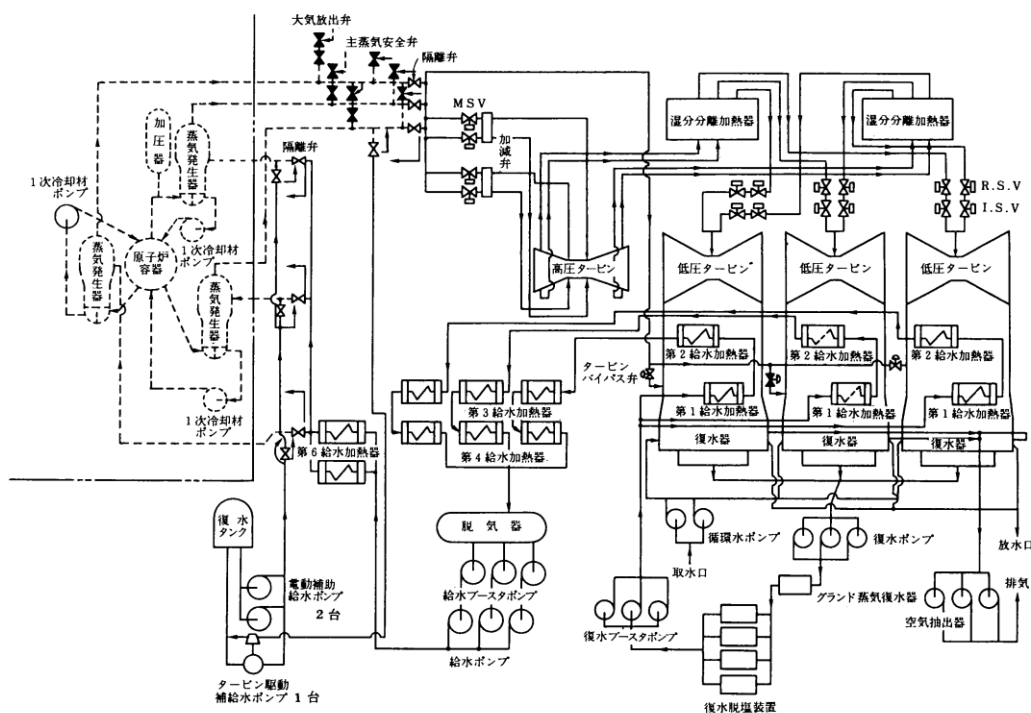 大気放出弁
主蒸気安全弁
隔離弁
MSV
加減弁
湿分分離加熱器
湿分分離加熱器
加圧器
蒸気発生器
隔離弁
1次冷却材
ポンプ
蒸気発生器
原子炉
容器
1次冷却材
ポンプ
蒸気発生器
1次冷却材
ポンプ
R.S.V
I.S.V
高圧タービン
低圧タービン
低圧タービン
低圧タービン
第2給水加熱器
第2給水加熱器
第2給水加熱器
タービン
バイパス弁
第1給水加熱器
第1給水加熱器
第1給水加熱器
第3給水加熱器
第4給水加熱器
第6給水加熱器
復水器
復水器
復水器
復水
タンク
脱気器
電動補助
給水ポンプ
2台
給水ブースタポンプ
給水ポンプ
タービン駆動
補給水ポンプ1台
循環水ポンプ
取水口
復水ポンプ
放水口
グランド蒸気復水器
排気
空気抽出器
復水ブースタポンプ
復水脱塩装置